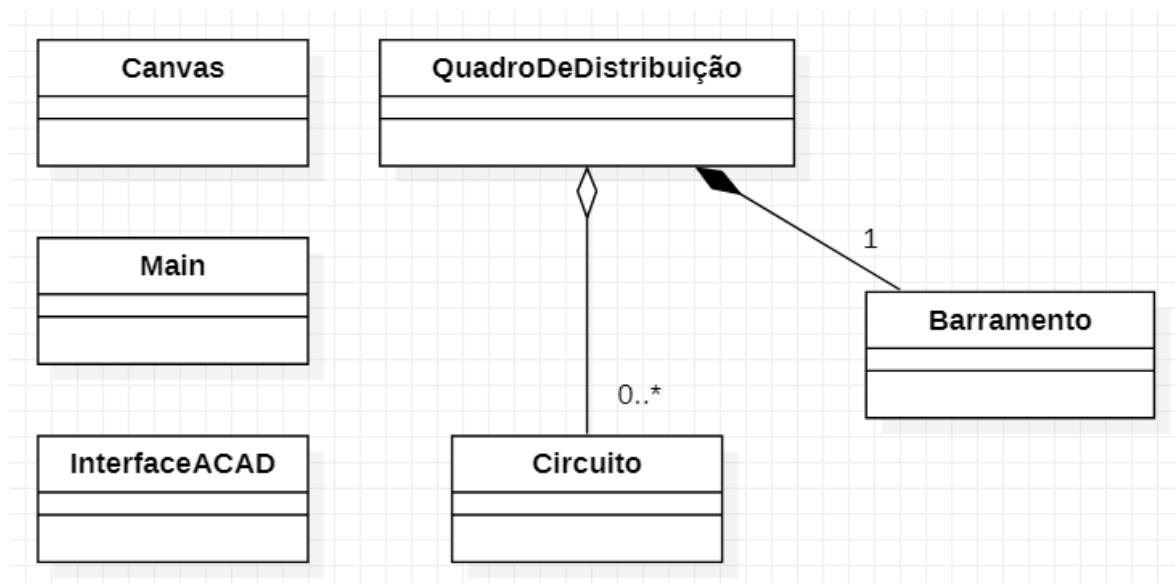 Canvas
QuadroDeDistribuição
Main
1
Barramento
0..*
InterfaceACAD
Circuito